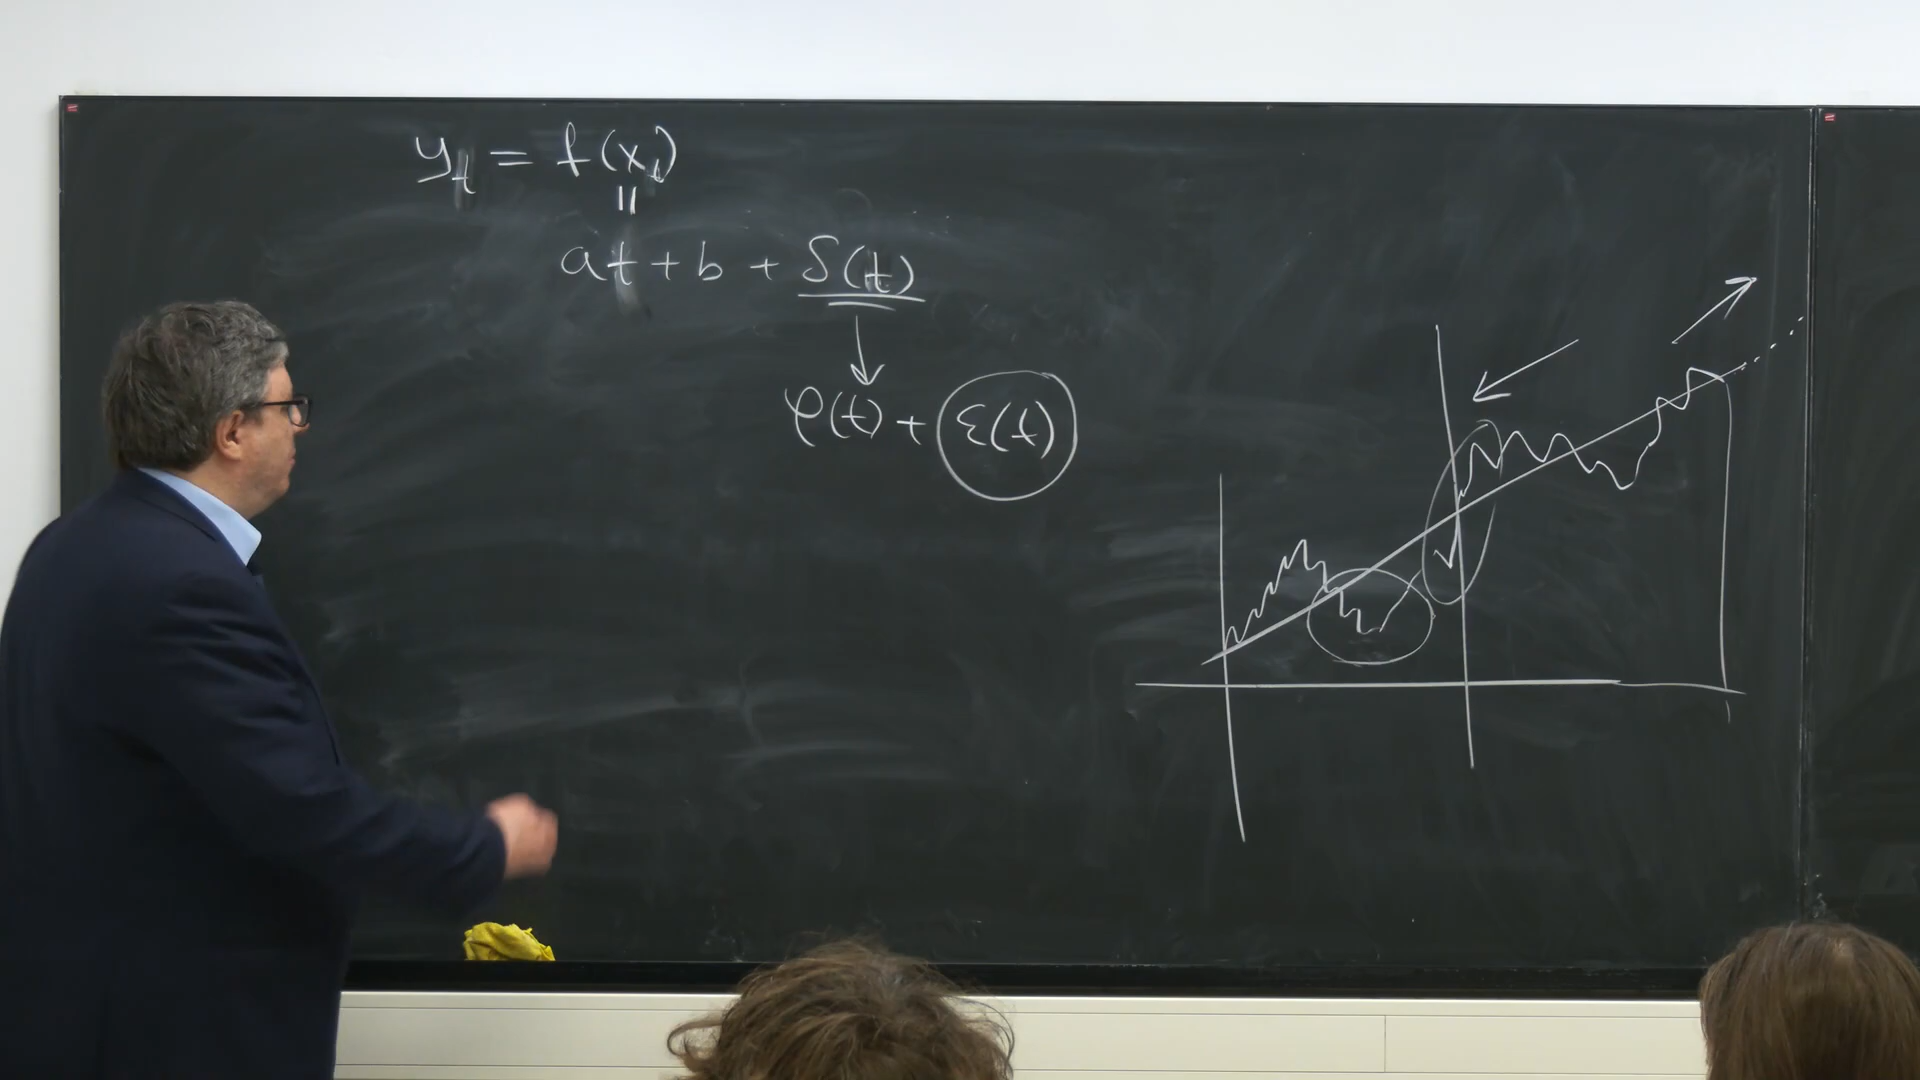 y_t = f(x_t)
||
at + b + S(t)
↓
φ(t) + ε(t)